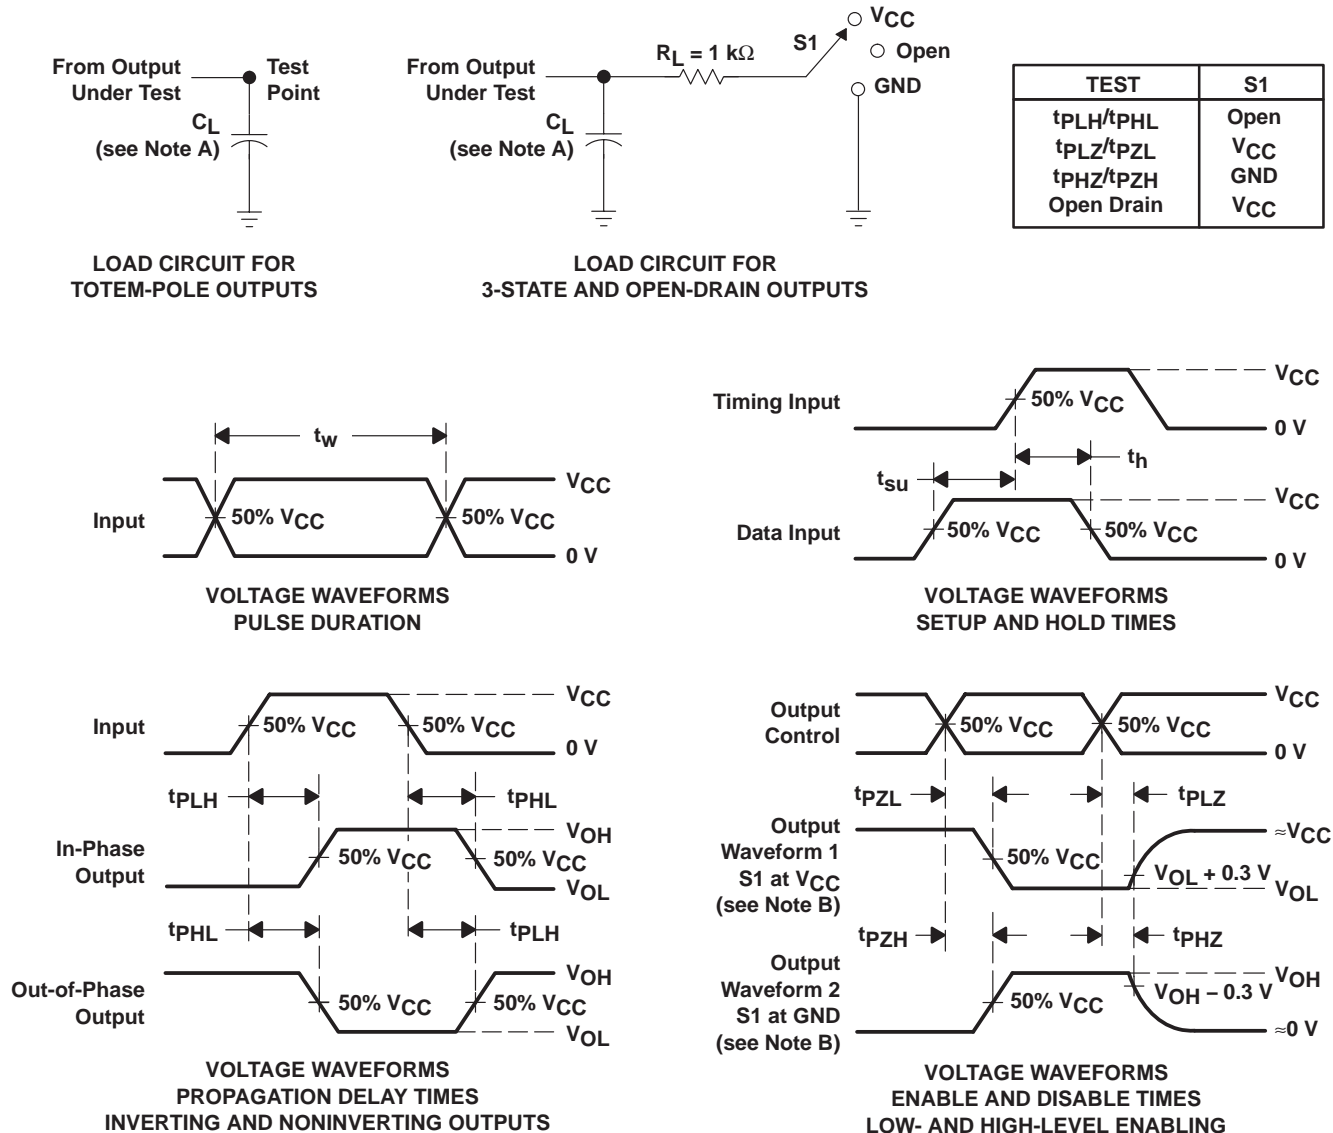 From Output
Under Test
Test
Point
CL
(see Note A)
LOAD CIRCUIT FOR
TOTEM-POLE OUTPUTS
From Output
Under Test
RL = 1 kΩ
S1
VCC
Open
GND
CL
(see Note A)
LOAD CIRCUIT FOR
3-STATE AND OPEN-DRAIN OUTPUTS
TEST S1
tPLH/tPHL Open
tPLZ/tPZL VCC
tPHZ/tPZH GND
Open Drain VCC
tw
Input
50% VCC
50% VCC
VCC
0 V
VOLTAGE WAVEFORMS
PULSE DURATION
Timing Input
50% VCC
VCC
0 V
th
tsu
Data Input
50% VCC
50% VCC
VCC
0 V
VOLTAGE WAVEFORMS
SETUP AND HOLD TIMES
Input
50% VCC
50% VCC
VCC
0 V
tPLH
tPHL
In-Phase
Output
50% VCC
50% VCC
VOH
VOL
tPHL
tPLH
Out-of-Phase
Output
50% VCC
50% VCC
VOH
VOL
VOLTAGE WAVEFORMS
PROPAGATION DELAY TIMES
INVERTING AND NONINVERTING OUTPUTS
Output
Control
50% VCC
50% VCC
VCC
0 V
tPZL
tPLZ
Output
Waveform 1
S1 at VCC
(see Note B)
50% VCC
VOL + 0.3 V
≈VCC
VOL
tPZH
tPHZ
Output
Waveform 2
S1 at GND
(see Note B)
50% VCC
VOH − 0.3 V
VOH
≈0 V
VOLTAGE WAVEFORMS
ENABLE AND DISABLE TIMES
LOW- AND HIGH-LEVEL ENABLING